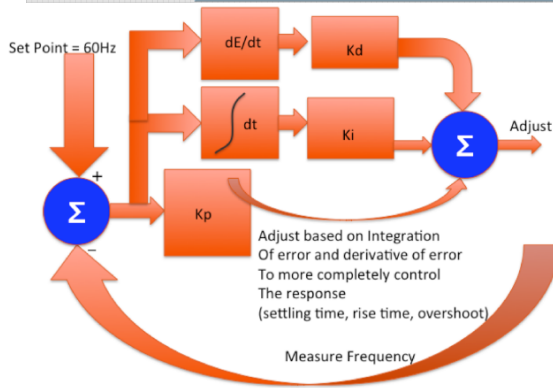 Set Point = 60Hz
dE/dt
Kd
dt
Ki
Σ
Adjust
+
Σ
Kp
−
Adjust based on Integration
Of error and derivative of error
To more completely control
The response
(settling time, rise time, overshoot)
Measure Frequency